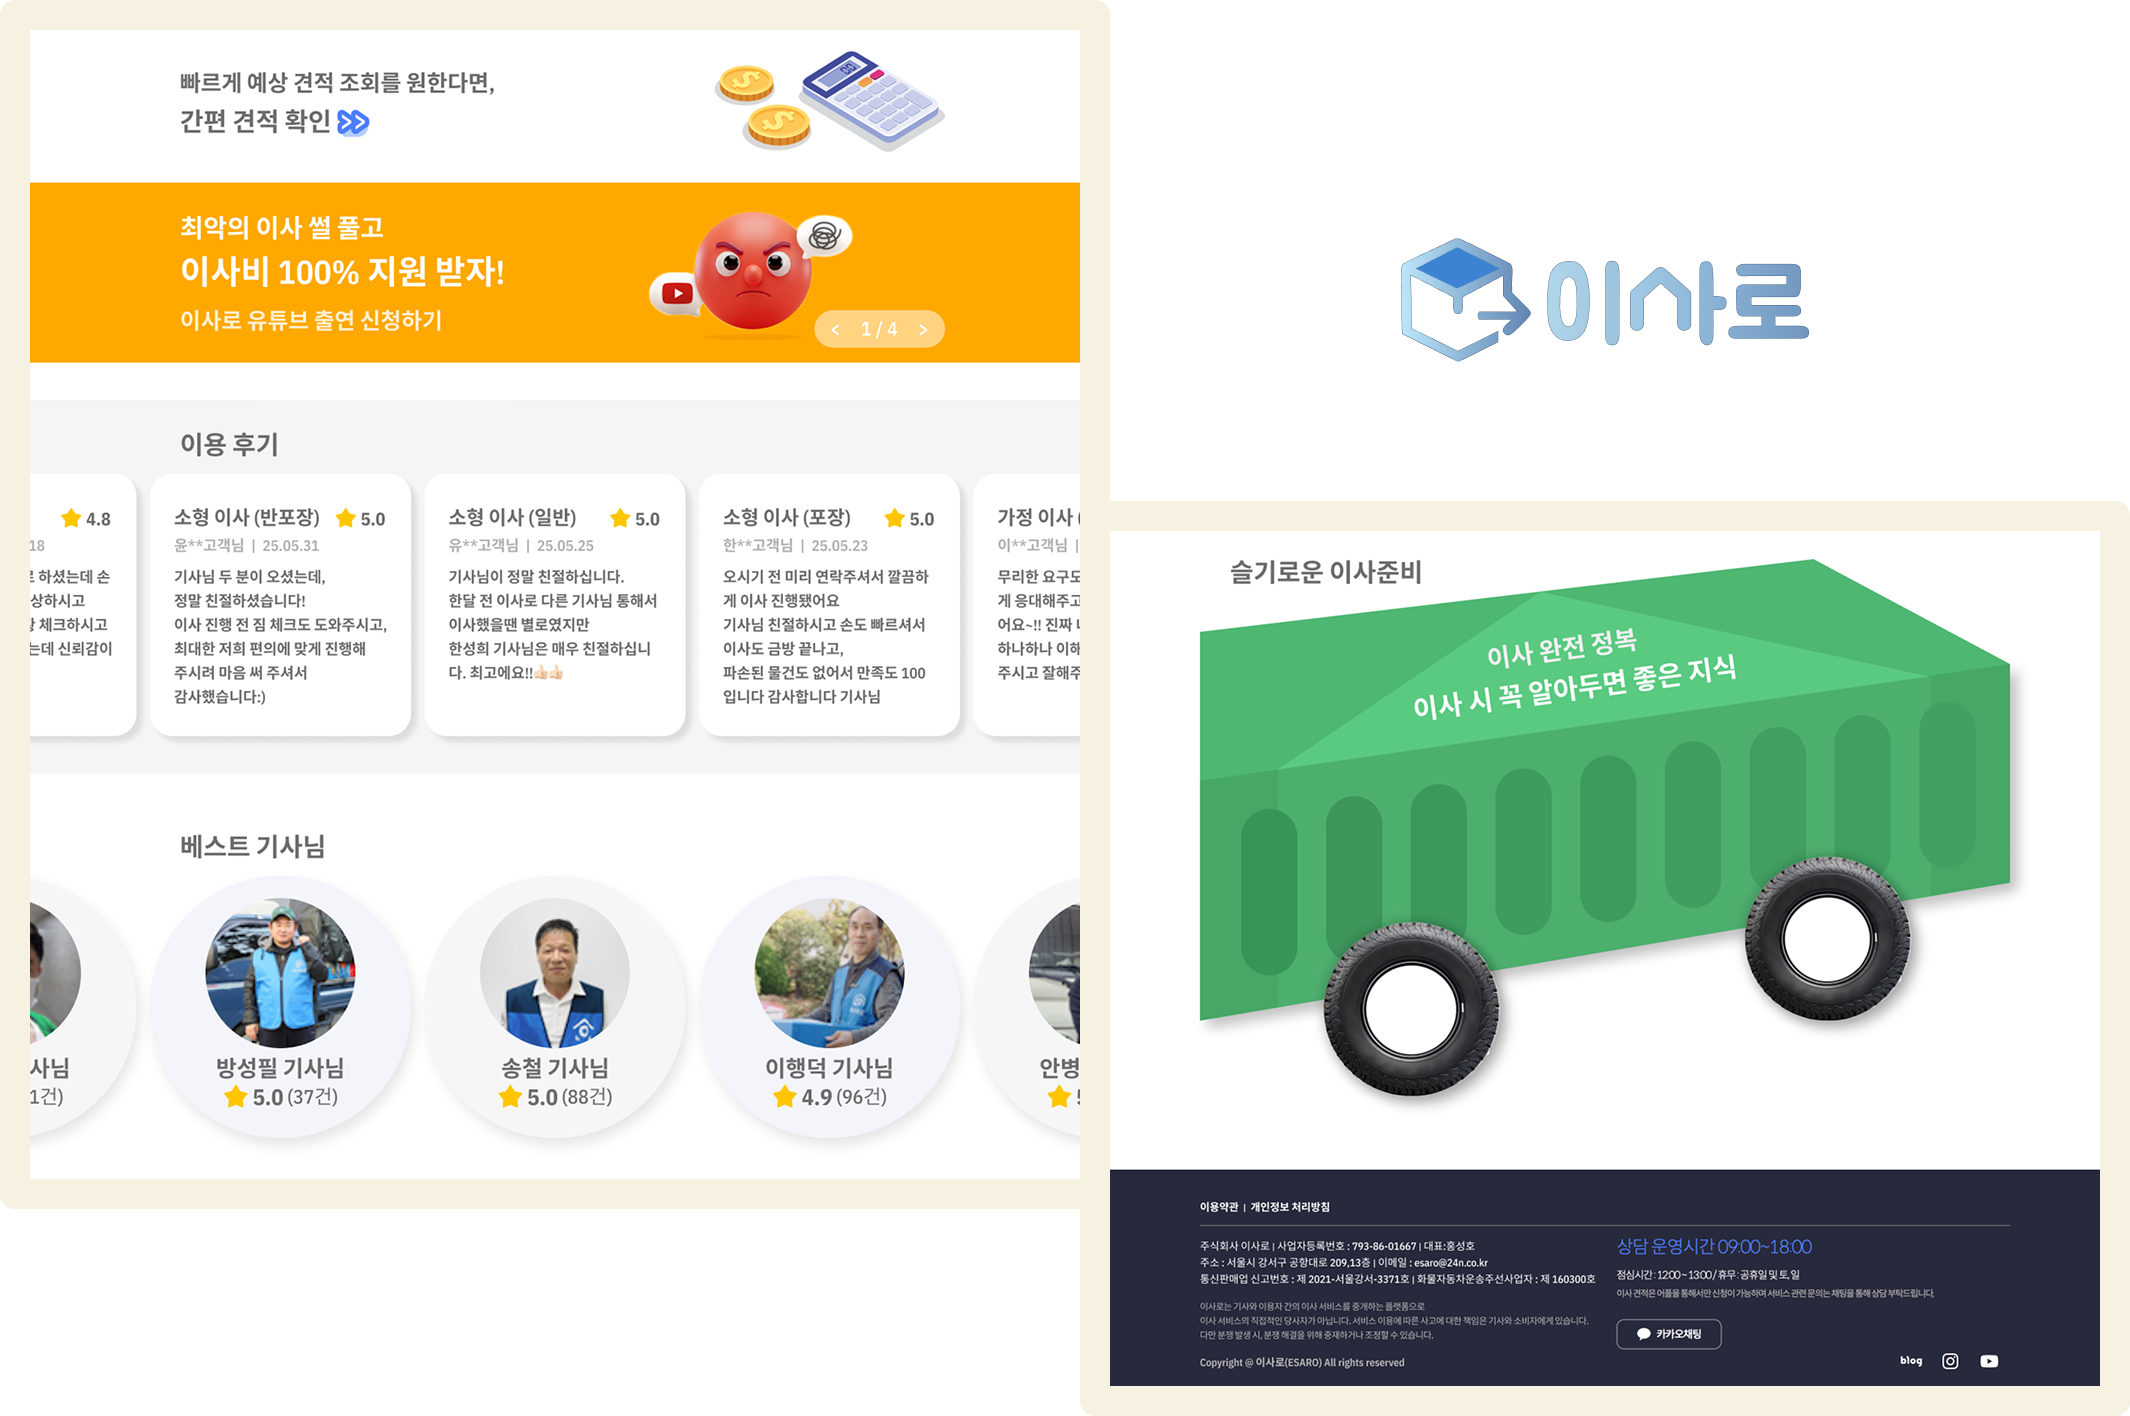 빠르게 예상 견적 조회를 원한다면,
간편 견적 확인
최악의 이사 썰 풀고
이사비 100% 지원 받자!
이사로 유튜브 출연 신청하기
< 1 / 4 >
이용 후기
4.8
18
로 하셨는데 손
상하시고
체크하시고
는데 신뢰감이
소형 이사 (반포장) 5.0
윤**고객님 | 25.05.31
기사님 두 분이 오셨는데,
정말 친절하셨습니다!
이사 진행 전 짐 체크도 도와주시고,
최대한 저희 편의에 맞게 진행해
주시려 마음 써 주셔서
감사했습니다:)
소형 이사 (일반) 5.0
유**고객님 | 25.05.25
기사님이 정말 친절하십니다.
한달 전 이사로 다른 기사님 통해서
이사했을땐 별로였지만
한성희 기사님은 매우 친절하십니
다. 최고에요!!👍🏻👍🏻
소형 이사 (포장) 5.0
한**고객님 | 25.05.23
오시기 전 미리 연락주셔서 깔끔하
게 이사 진행됐어요
기사님 친절하시고 손도 빠르셔서
이사도 금방 끝나고,
파손된 물건도 없어서 만족도 100
입니다 감사합니다 기사님
가정 이사 (
이**고객님 |
무리한 요구도
게 응대해주고
어요~!! 진짜
하나하나 이해
주시고 잘해주
베스트 기사님
사님
1건)
방성필 기사님
5.0 (37건)
송철 기사님
5.0 (88건)
이행덕 기사님
4.9 (96건)
안병
이사로
슬기로운 이사준비
이사 완전 정복
이사 시 꼭 알아두면 좋은 지식
이용약관 | 개인정보 처리방침
주식회사 이사로 | 사업자등록번호 : 793-86-01667 | 대표:홍성호
주소 : 서울시 강서구 공항대로 209,13층 | 이메일 : esaro@24n.co.kr
통신판매업 신고번호 : 제 2021-서울강서-3371호 | 화물자동차운송주선사업자 : 제 160300호
이사로는 기사와 이용자 간의 이사 서비스를 중개하는 플랫폼으로
이사 서비스의 직접적인 당사자가 아닙니다. 서비스 이용에 따른 사고에 대한 책임은 기사와 소비자에게 있습니다.
다만 분쟁 발생 시, 분쟁 해결을 위해 중재하거나 조정할 수 있습니다.
Copyright @ 이사로(ESARO) All rights reserved
상담 운영시간 09:00~18:00
점심시간 : 12:00 ~ 13:00 / 휴무 : 공휴일 및 토, 일
이사 견적은 어플을 통해서만 신청이 가능하며 서비스 관련 문의는 채팅을 통해 상담 부탁드립니다.
카카오채팅
blog